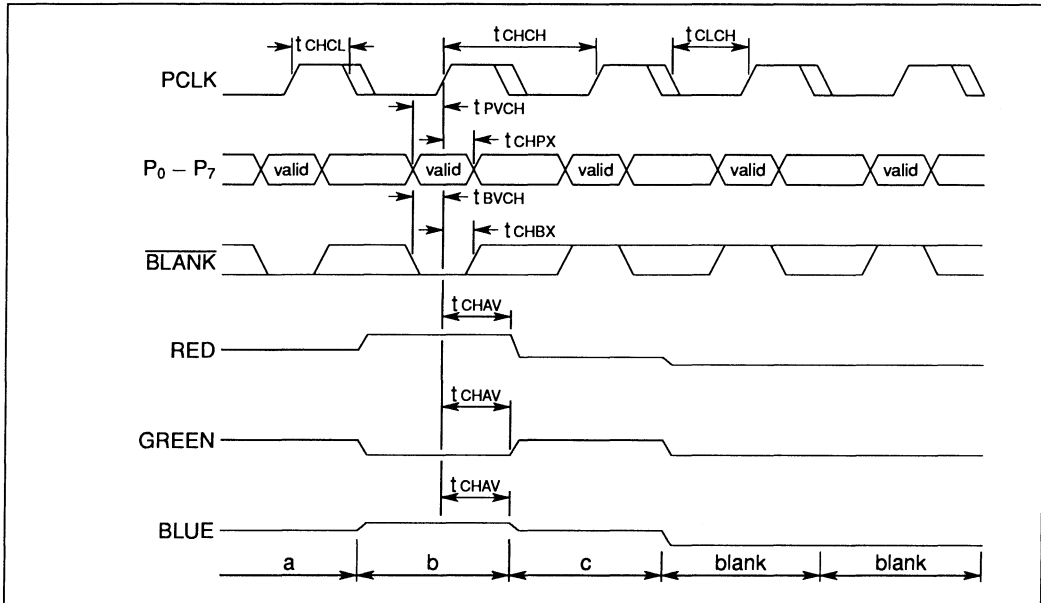 t CHCL
t CHCH
t CLCH
PCLK
t PVCH
t CHPX
P0 – P7 valid valid valid valid valid
t BVCH
t CHBX
BLANK
t CHAV
RED
t CHAV
GREEN
t CHAV
BLUE
a b c blank blank